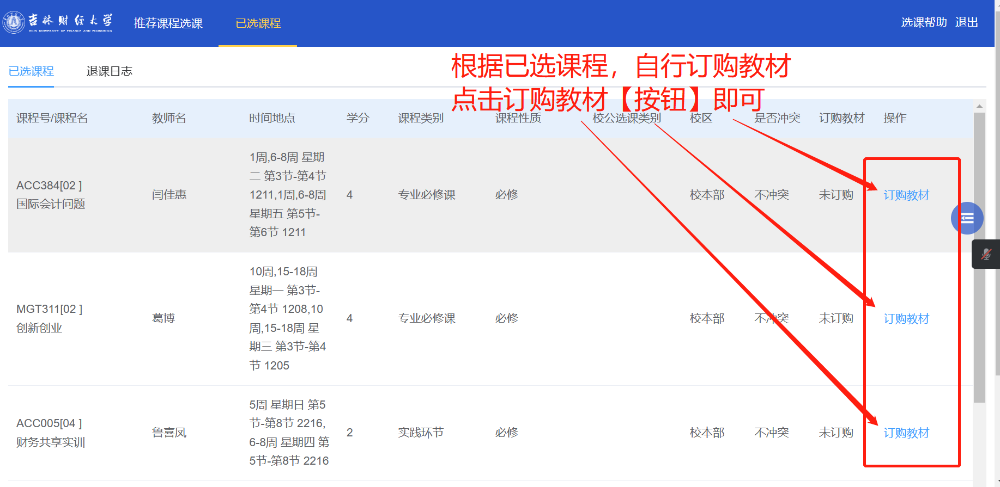 吉林财经大学
JILIN UNIVERSITY OF FINANCE AND ECONOMICS
推荐课程选课 已选课程 选课帮助 退出
已选课程 退课日志
根据已选课程，自行订购教材
点击订购教材【按钮】即可
课程号/课程名 教师名 时间地点 学分 课程类别 课程性质 校公选课类别 校区 是否冲突 订购教材 操作
ACC384[02 ]
国际会计问题
闫佳惠
1周,6-8周 星期
二 第3节-第4节
1211,1周,6-8周
星期五 第5节-
第6节 1211
4 专业必修课 必修 校本部 不冲突 未订购 订购教材
MGT311[02 ]
创新创业
葛博
10周,15-18周
星期一 第3节-
第4节 1208,10
周,15-18周 星
期三 第3节-第4
节 1205
4 专业必修课 必修 校本部 不冲突 未订购 订购教材
ACC005[04 ]
财务共享实训
鲁喜凤
5周 星期日 第5
节-第8节 2216,
6-8周 星期四 第
5节-第8节 2216
2 实践环节 必修 校本部 不冲突 未订购 订购教材